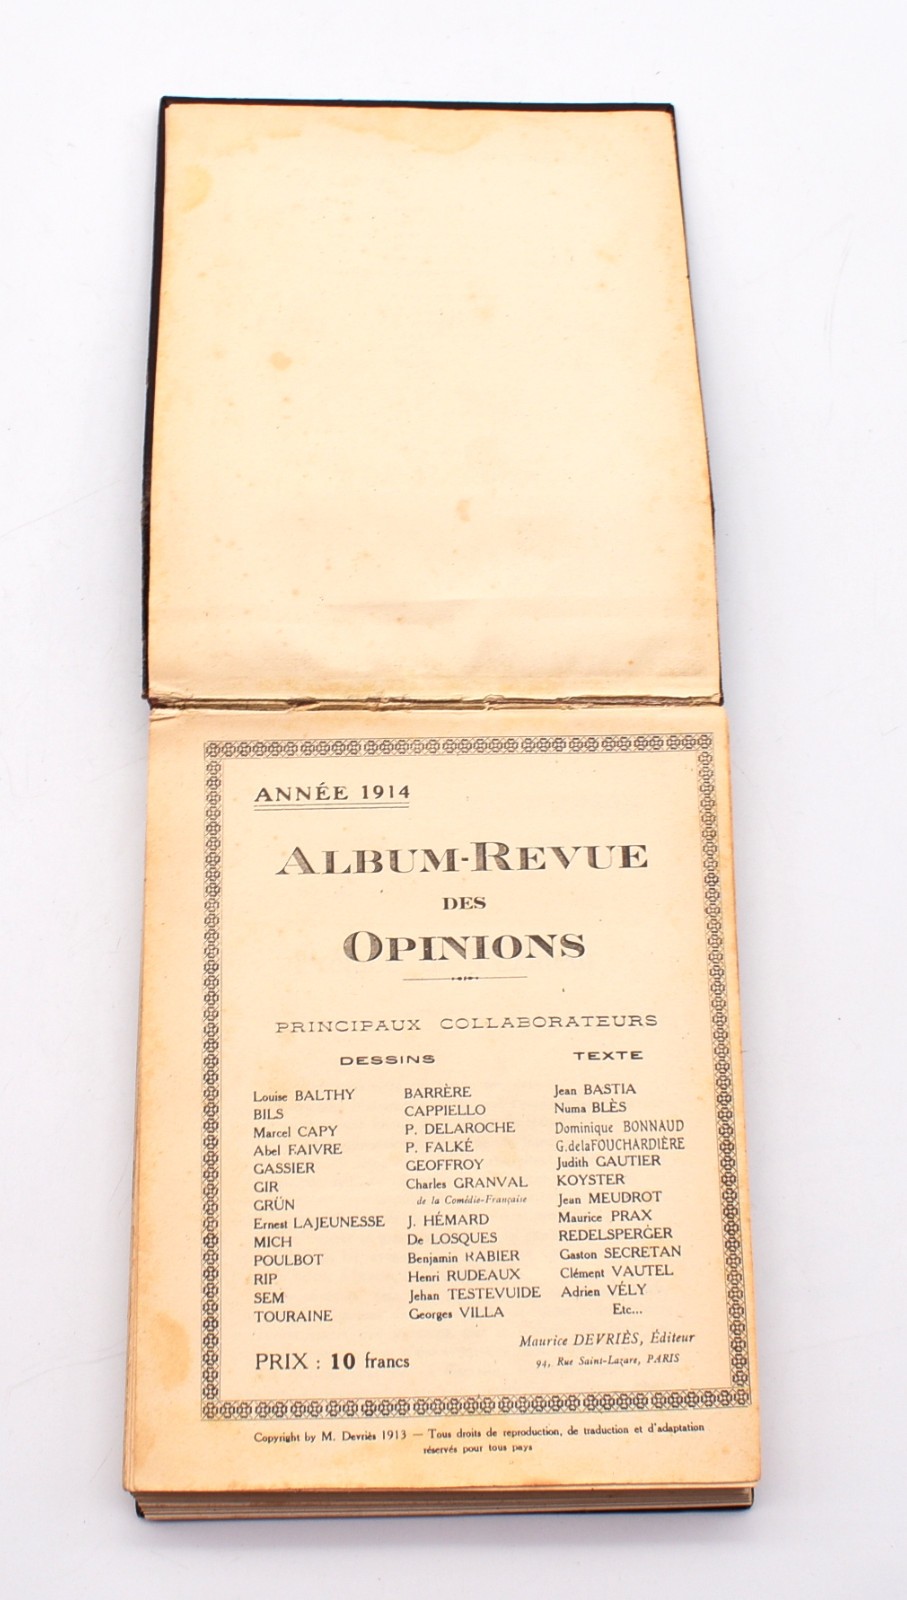 ANNÉE 1914
ALBUM-REVUE
DES
OPINIONS
PRINCIPAUX COLLABORATEURS
DESSINS
Louise BALTHY
BILS
Marcel CAPY
Abel FAIVRE
GASSIER
GIR
GRÜN
Ernest LAJEUNESSE
MICH
POULBOT
RIP
SEM
TOURAINE
BARRÈRE
CAPPIELLO
P. DELAROCHE
P. FALKÉ
GEOFFROY
Charles GRANVAL
de la Comédie-Française
J. HÉMARD
De LOSQUES
Benjamin RABIER
Henri RUDEAUX
Jehan TESTEVUIDE
Georges VILLA
TEXTE
Jean BASTIA
Numa BLÈS
Dominique BONNAUD
G. de la FOUCHARDIÈRE
Judith GAUTIER
KOYSTER
Jean MEUDROT
Maurice PRAX
REDELSPERGER
Gaston SECRETAN
Clément VAUTEL
Adrien VÉLY
Etc...
PRIX : 10 francs
Maurice DEVRIÈS, Éditeur
94, Rue Saint-Lazare, PARIS
Copyright by M. Devriès 1913 — Tous droits de reproduction, de traduction et d'adaptation
réservés pour tous pays